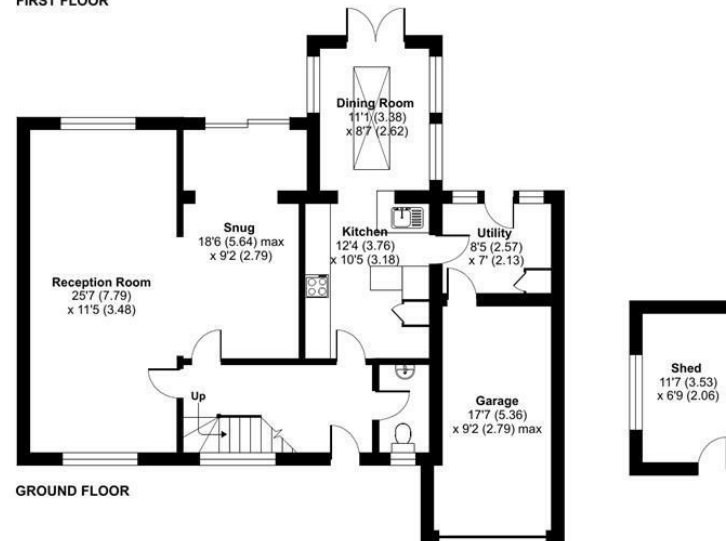 FIRST FLOOR
Dining Room
11'1 (3.38)
x 8'7 (2.62)
Snug
18'6 (5.64) max
x 9'2 (2.79)
Kitchen
12'4 (3.76)
x 10'5 (3.18)
Utility
8'5 (2.57)
x 7' (2.13)
Reception Room
25'7 (7.79)
x 11'5 (3.48)
Up
Garage
17'7 (5.36)
x 9'2 (2.79) max
Shed
11'7 (3.53)
x 6'9 (2.06)
GROUND FLOOR